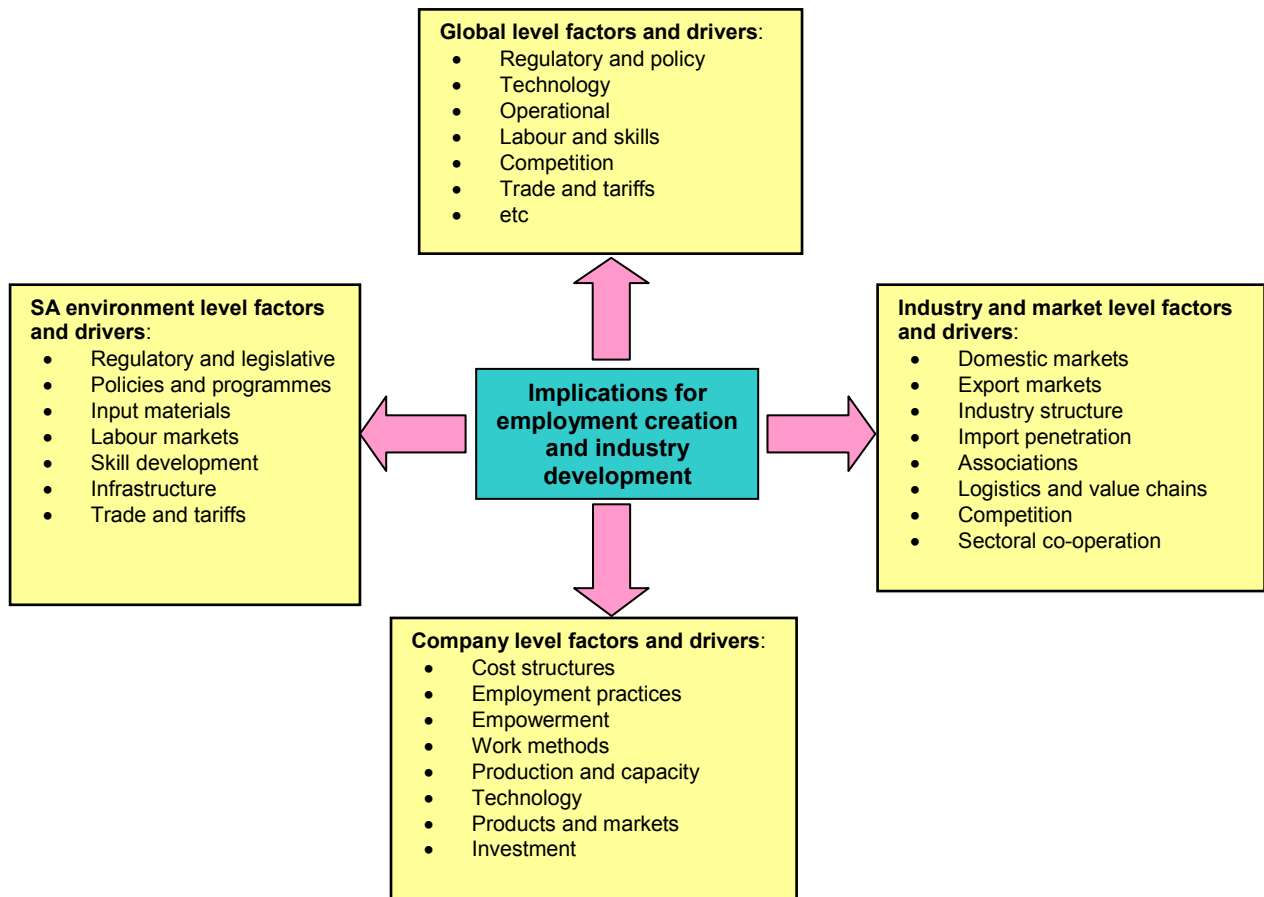 Global level factors and drivers:
• Regulatory and policy
• Technology
• Operational
• Labour and skills
• Competition
• Trade and tariffs
• etc
SA environment level factors
and drivers:
• Regulatory and legislative
• Policies and programmes
• Input materials
• Labour markets
• Skill development
• Infrastructure
• Trade and tariffs
Implications for
employment creation
and industry
development
Industry and market level factors
and drivers:
• Domestic markets
• Export markets
• Industry structure
• Import penetration
• Associations
• Logistics and value chains
• Competition
• Sectoral co-operation
Company level factors and drivers:
• Cost structures
• Employment practices
• Empowerment
• Work methods
• Production and capacity
• Technology
• Products and markets
• Investment